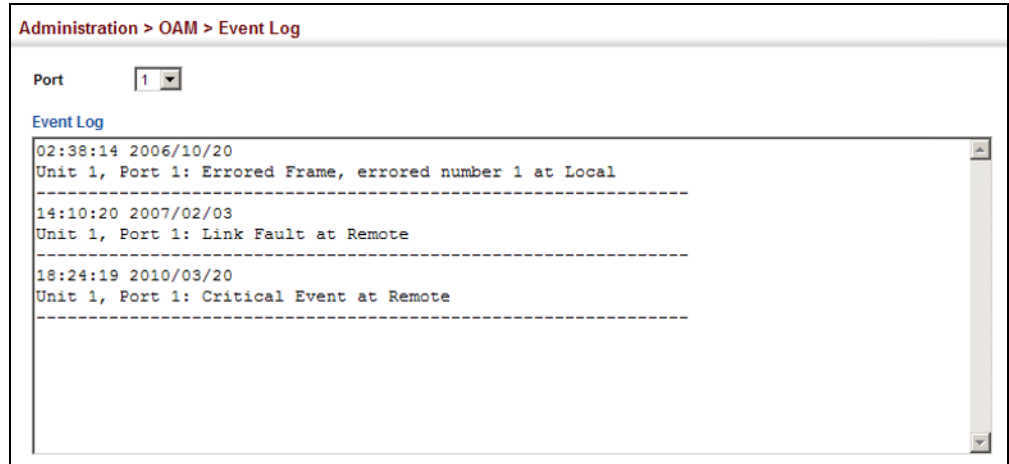 Administration > OAM > Event Log
Port 1
Event Log
02:38:14 2006/10/20
Unit 1, Port 1: Errored Frame, errored number 1 at Local
---------------------------------------------------------------
14:10:20 2007/02/03
Unit 1, Port 1: Link Fault at Remote
---------------------------------------------------------------
18:24:19 2010/03/20
Unit 1, Port 1: Critical Event at Remote
---------------------------------------------------------------